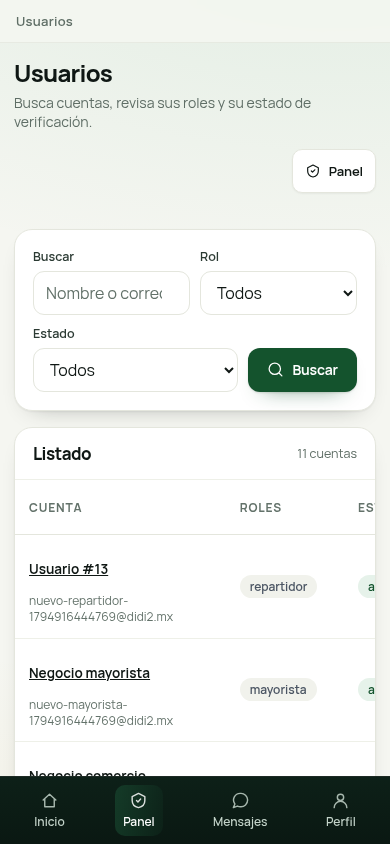 Usuarios
Usuarios
Busca cuentas, revisa sus roles y su estado de
verificación.
Panel
Buscar
Rol
Nombre o correo
Todos
Estado
Todos
Buscar
Listado
11 cuentas
CUENTA
ROLES
Usuario #13
nuevo-repartidor-
1794916444769@didi2.mx
repartidor
Negocio mayorista
nuevo-mayorista-
1794916444769@didi2.mx
mayorista
Negocio comercio
Inicio
Panel
Mensajes
Perfil